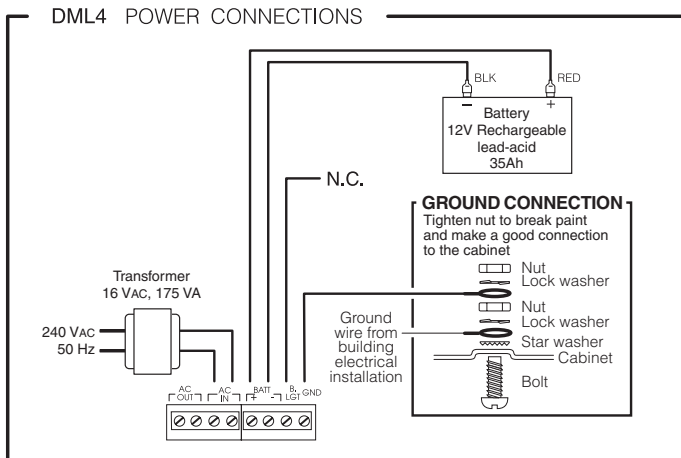 DML4 POWER CONNECTIONS
BLK
RED
– +
Battery
12V Rechargeable
lead-acid
35Ah
N.C.
GROUND CONNECTION
Tighten nut to break paint
and make a good connection
to the cabinet
Nut
Lock washer
Nut
Lock washer
Star washer
Cabinet
Bolt
Ground
wire from
building
electrical
installation
Transformer
16 VAC, 175 VA
240 VAC
50 Hz
AC
OUT
AC
IN
BATT
+ -
B.
LGT
GND